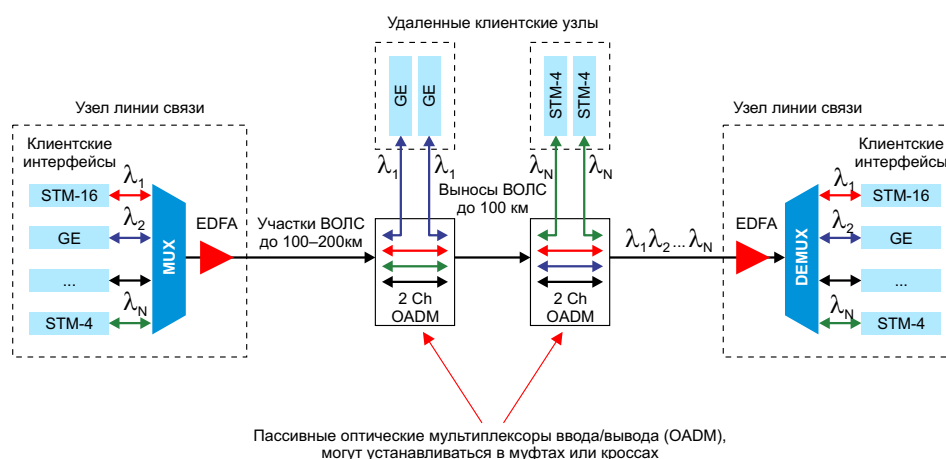 Удаленные клиентские узлы
GE
GE
STM-4
STM-4
λ1
λ1
λN
λN
Выносы ВОЛС
до 100 км
Узел линии связи
Клиентские
интерфейсы
STM-16
λ1
GE
λ2
...
STM-4
λN
MUX
EDFA
Участки ВОЛС
до 100–200км
2 Ch
OADM
2 Ch
OADM
λ1λ2...λN
Узел линии связи
EDFA
DEMUX
Клиентские
интерфейсы
λ1
STM-16
λ2
GE
...
λN
STM-4
Пассивные оптические мультиплексоры ввода/вывода (OADM),
могут устанавливаться в муфтах или кроссах